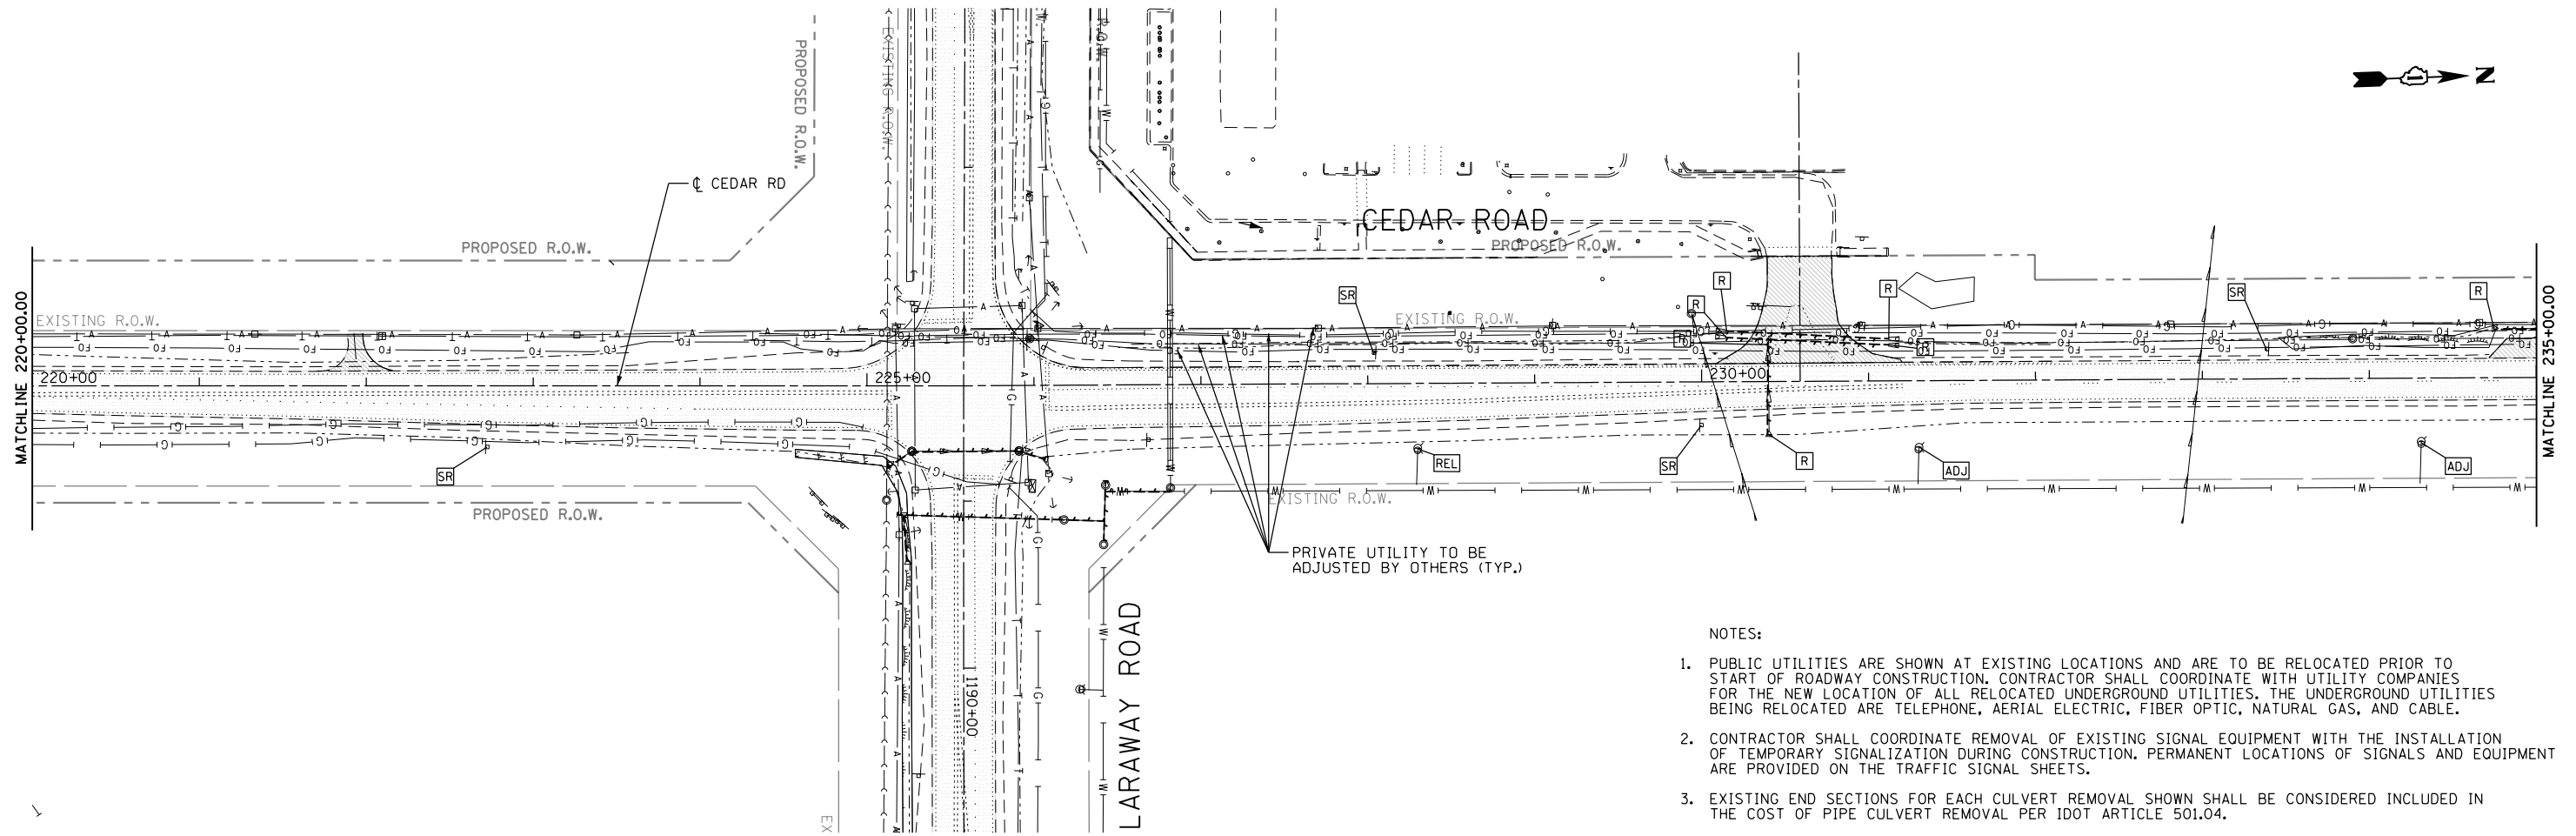 N
PROPOSED R.O.W.
EXISTING R.O.W.
R.O.W.
℄ CEDAR RD
CEDAR ROAD
PROPOSED R.O.W.
PROPOSED R.O.W.
MATCHLINE 220+00.00
EXISTING R.O.W.
EXISTING R.O.W.
SR
R
R
R
SR
R
MATCHLINE 235+00.00
220+00
225+00
230+00
SR
REL
SR
R
ADJ
ADJ
EXISTING R.O.W.
PROPOSED R.O.W.
PRIVATE UTILITY TO BE
ADJUSTED BY OTHERS (TYP.)
1190+00
LARAWAY ROAD
EX
NOTES:
1. PUBLIC UTILITIES ARE SHOWN AT EXISTING LOCATIONS AND ARE TO BE RELOCATED PRIOR TO
START OF ROADWAY CONSTRUCTION. CONTRACTOR SHALL COORDINATE WITH UTILITY COMPANIES
FOR THE NEW LOCATION OF ALL RELOCATED UNDERGROUND UTILITIES. THE UNDERGROUND UTILITIES
BEING RELOCATED ARE TELEPHONE, AERIAL ELECTRIC, FIBER OPTIC, NATURAL GAS, AND CABLE.
2. CONTRACTOR SHALL COORDINATE REMOVAL OF EXISTING SIGNAL EQUIPMENT WITH THE INSTALLATION
OF TEMPORARY SIGNALIZATION DURING CONSTRUCTION. PERMANENT LOCATIONS OF SIGNALS AND EQUIPMENT
ARE PROVIDED ON THE TRAFFIC SIGNAL SHEETS.
3. EXISTING END SECTIONS FOR EACH CULVERT REMOVAL SHOWN SHALL BE CONSIDERED INCLUDED IN
THE COST OF PIPE CULVERT REMOVAL PER IDOT ARTICLE 501.04.